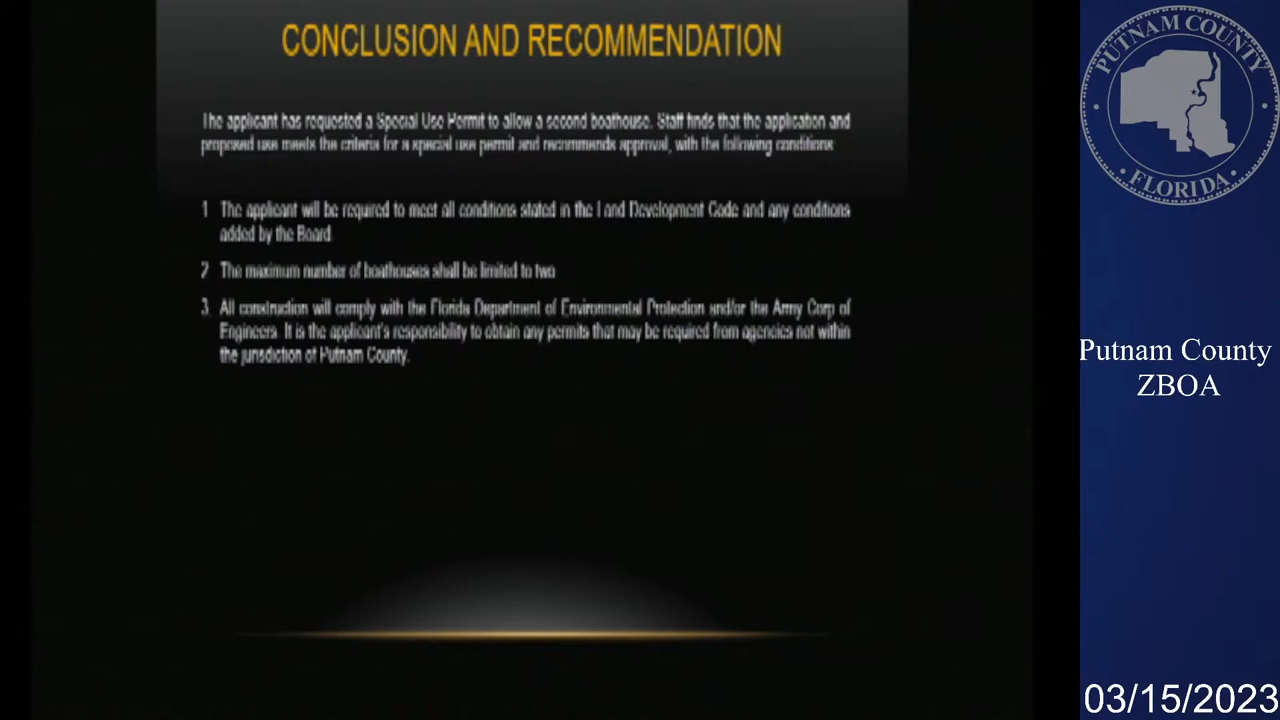 CONCLUSION AND RECOMMENDATION
The applicant has requested a Special Use Permit to allow a second boathouse. Staff finds that the application and
proposed use meets the criteria for a special use permit and recommends approval, with the following conditions:
1 The applicant will be required to meet all conditions stated in the Land Development Code and any conditions
added by the Board
2 The maximum number of boathouses shall be limited to two
3. All construction will comply with the Florida Department of Environmental Protection and/or the Army Corp of
Engineers. It is the applicant's responsibility to obtain any permits that may be required from agencies not within
the jurisdiction of Putnam County.
PUTNAM COUNTY
FLORIDA
Putnam County
ZBOA
03/15/2023